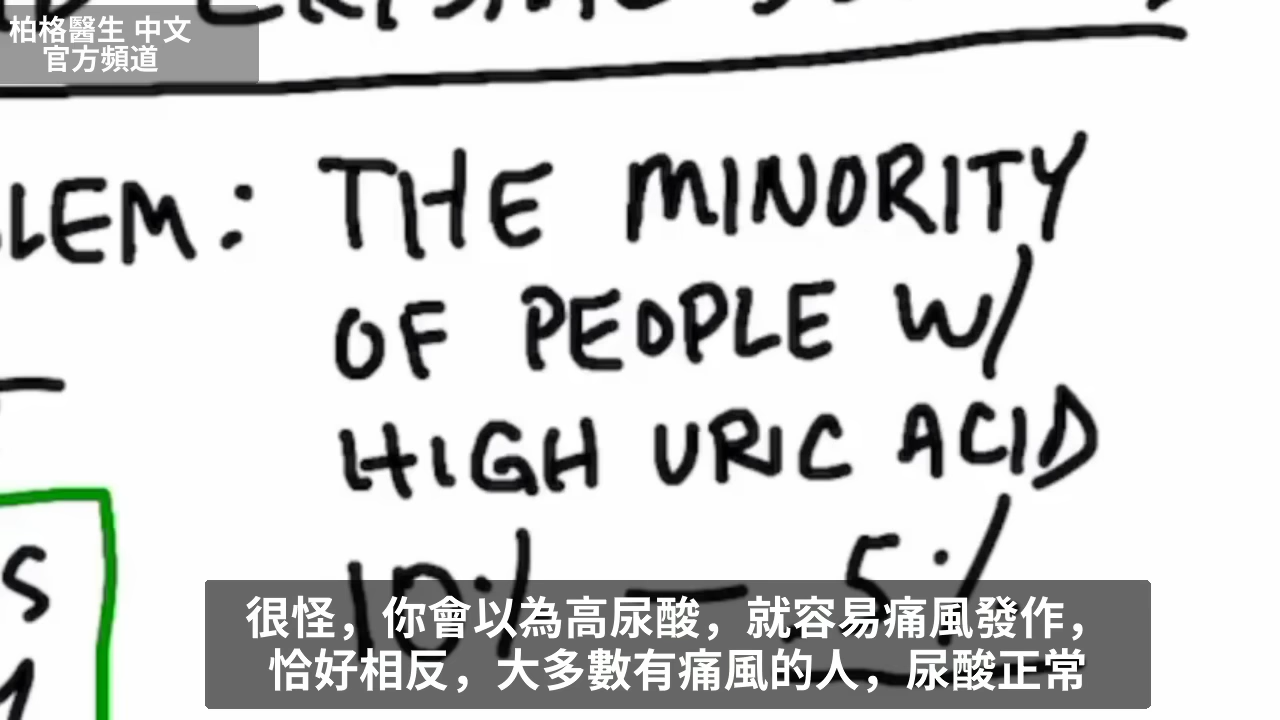 柏格醫生 中文
官方頻道
LEM: THE MINORITY
OF PEOPLE W/
HIGH URIC ACID
10% — 5%
S
很怪，你會以為高尿酸，就容易痛風發作，
恰好相反，大多數有痛風的人，尿酸正常